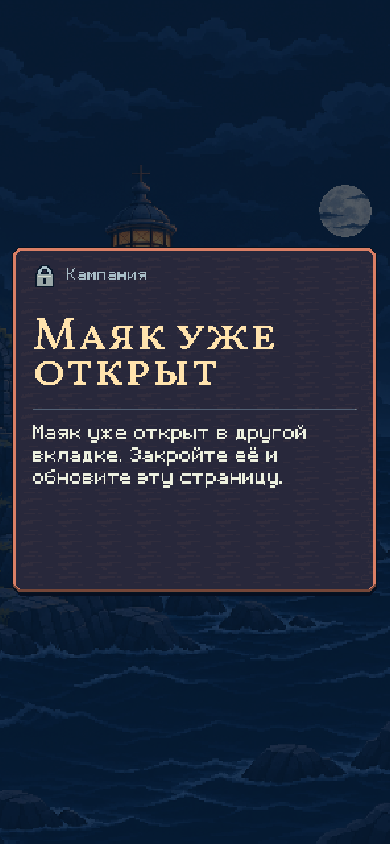 Кампания
Маяк уже
открыт
Маяк уже открыт в другой
вкладке. Закройте её и
обновите эту страницу.